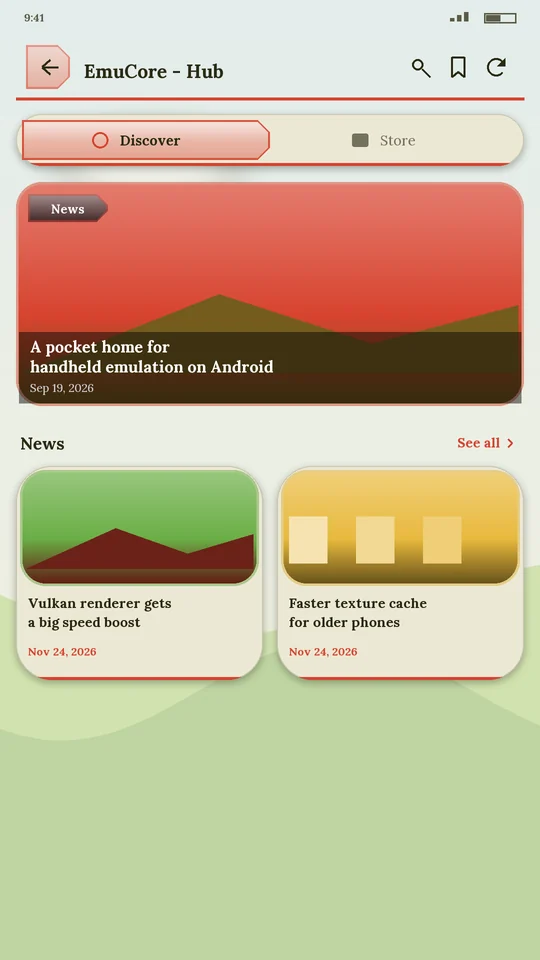 9:41
EmuCore - Hub
Discover
Store
News
A pocket home for
handheld emulation on Android
Sep 19, 2026
News
See all
Vulkan renderer gets
a big speed boost
Nov 24, 2026
Faster texture cache
for older phones
Nov 24, 2026